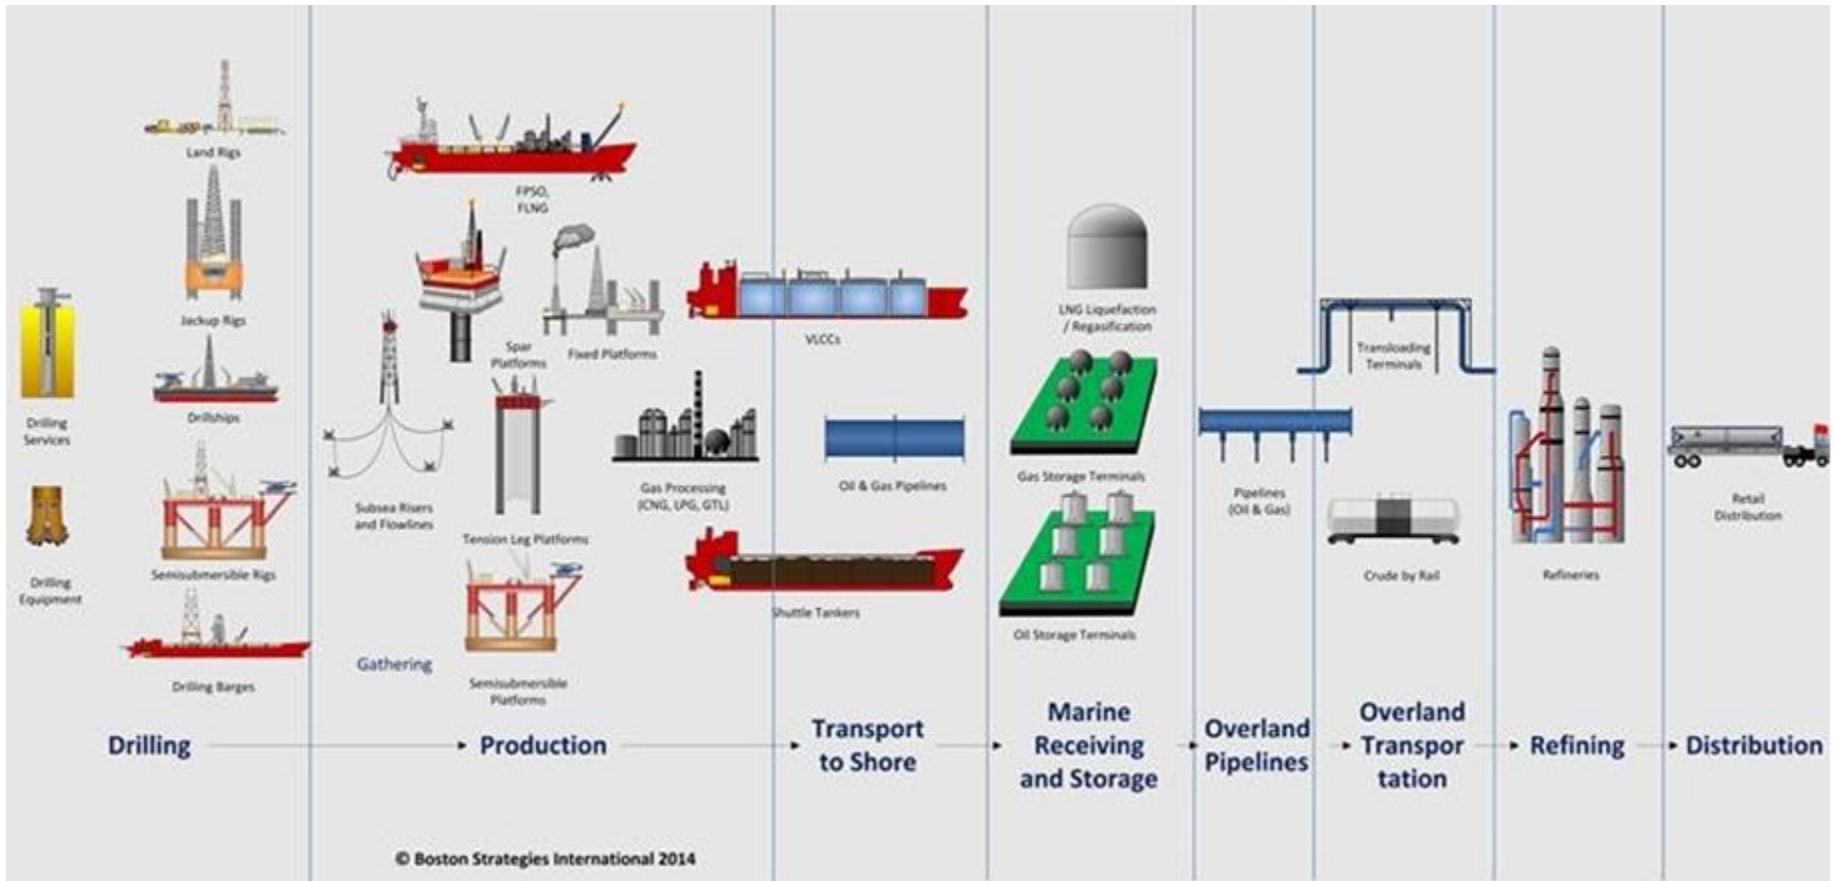 Land Rigs
Jackup Rigs
Drilling
Services
Drillships
Drilling
Equipment
Semisubmersible Rigs
Drilling Barges
FPSO,
FLNG
Spar
Platforms
Fixed Platforms
Subsea Risers
and Flowlines
Tension Leg Platforms
Gas Processing
(CNG, LPG, GTL)
Gathering
Semisubmersible
Platforms
VLCCs
Oil & Gas Pipelines
Shuttle Tankers
LNG Liquefaction
/ Regasification
Gas Storage Terminals
Oil Storage Terminals
Pipelines
(Oil & Gas)
Transloading
Terminals
Crude by Rail
Refineries
Retail
Distribution
Drilling
Production
Transport
to Shore
Marine
Receiving
and Storage
Overland
Pipelines
Overland
Transpor
tation
Refining
Distribution
© Boston Strategies International 2014